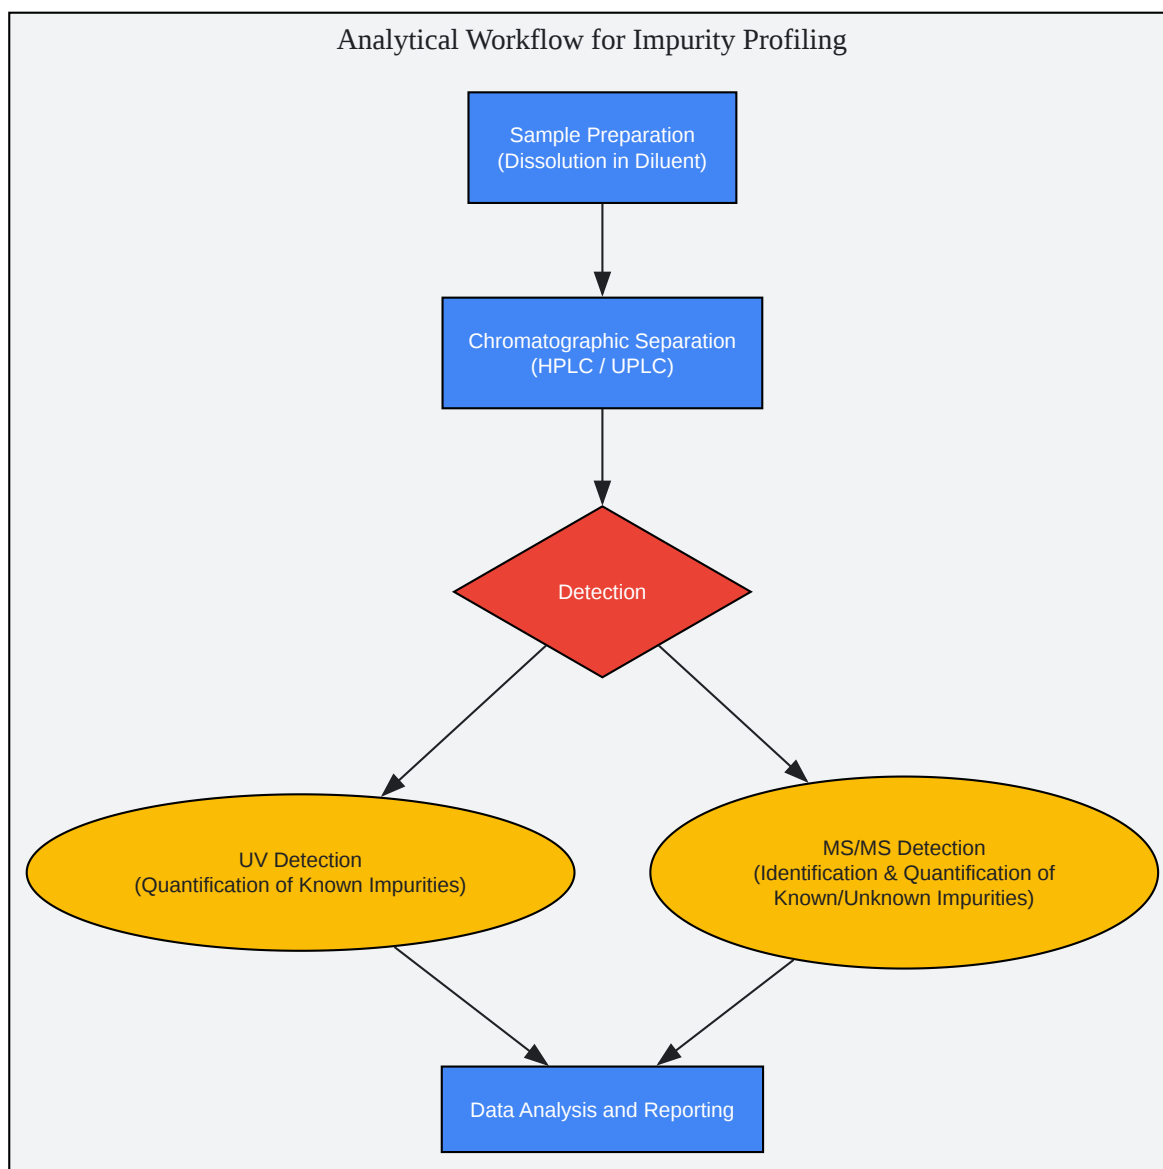 Analytical Workflow for Impurity Profiling
Sample Preparation
(Dissolution in Diluent)
Chromatographic Separation
(HPLC / UPLC)
Detection
UV Detection
(Quantification of Known Impurities)
MS/MS Detection
(Identification & Quantification of
Known/Unknown Impurities)
Data Analysis and Reporting